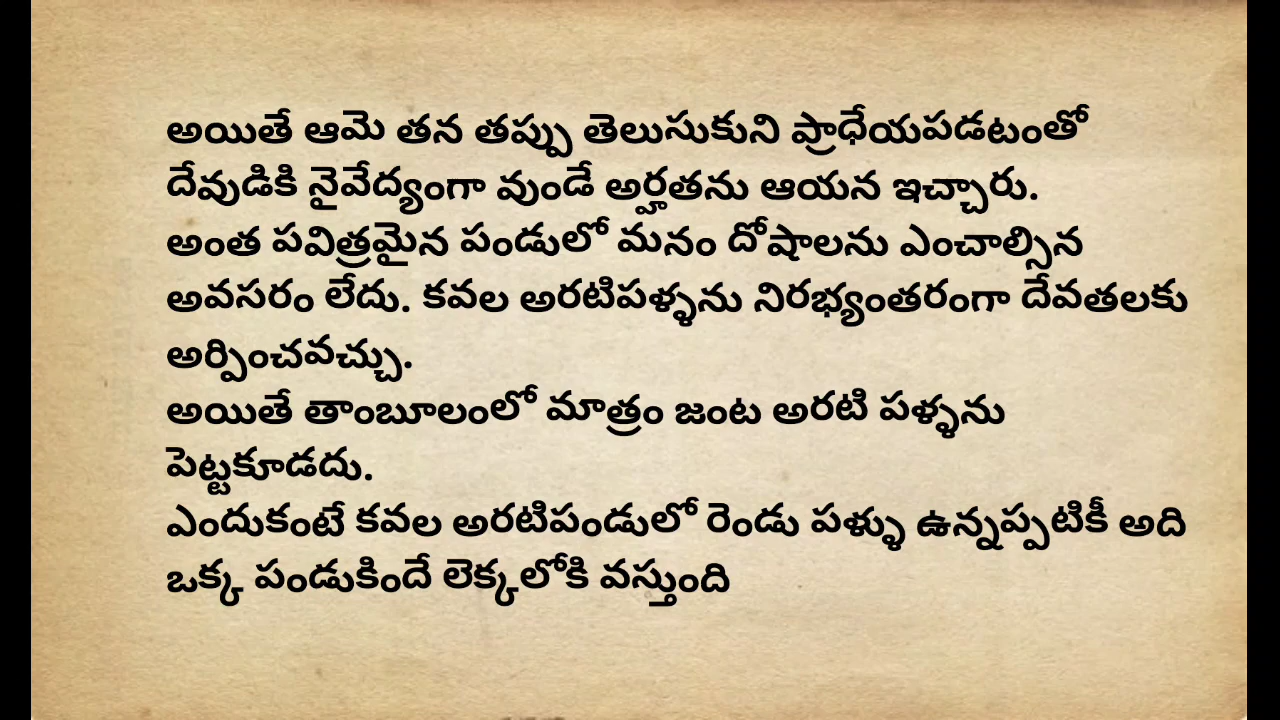 అయితే ఆమె తన తప్పు తెలుసుకుని ప్రాధేయపడటంతో
దేవుడికి నైవేద్యంగా వుండే అర్హతను ఆయన ఇచ్చారు.
అంత పవిత్రమైన పండులో మనం దోషాలను ఎంచాల్సిన
అవసరం లేదు. కవల అరటిపళ్ళను నిరభ్యంతరంగా దేవతలకు
అర్పించవచ్చు.
అయితే తాంబూలంలో మాత్రం జంట అరటి పళ్ళను
పెట్టకూడదు.
ఎందుకంటే కవల అరటిపండులో రెండు పళ్ళు ఉన్నప్పటికీ అది
ఒక్క పండుకిందే లెక్కలోకి వస్తుంది